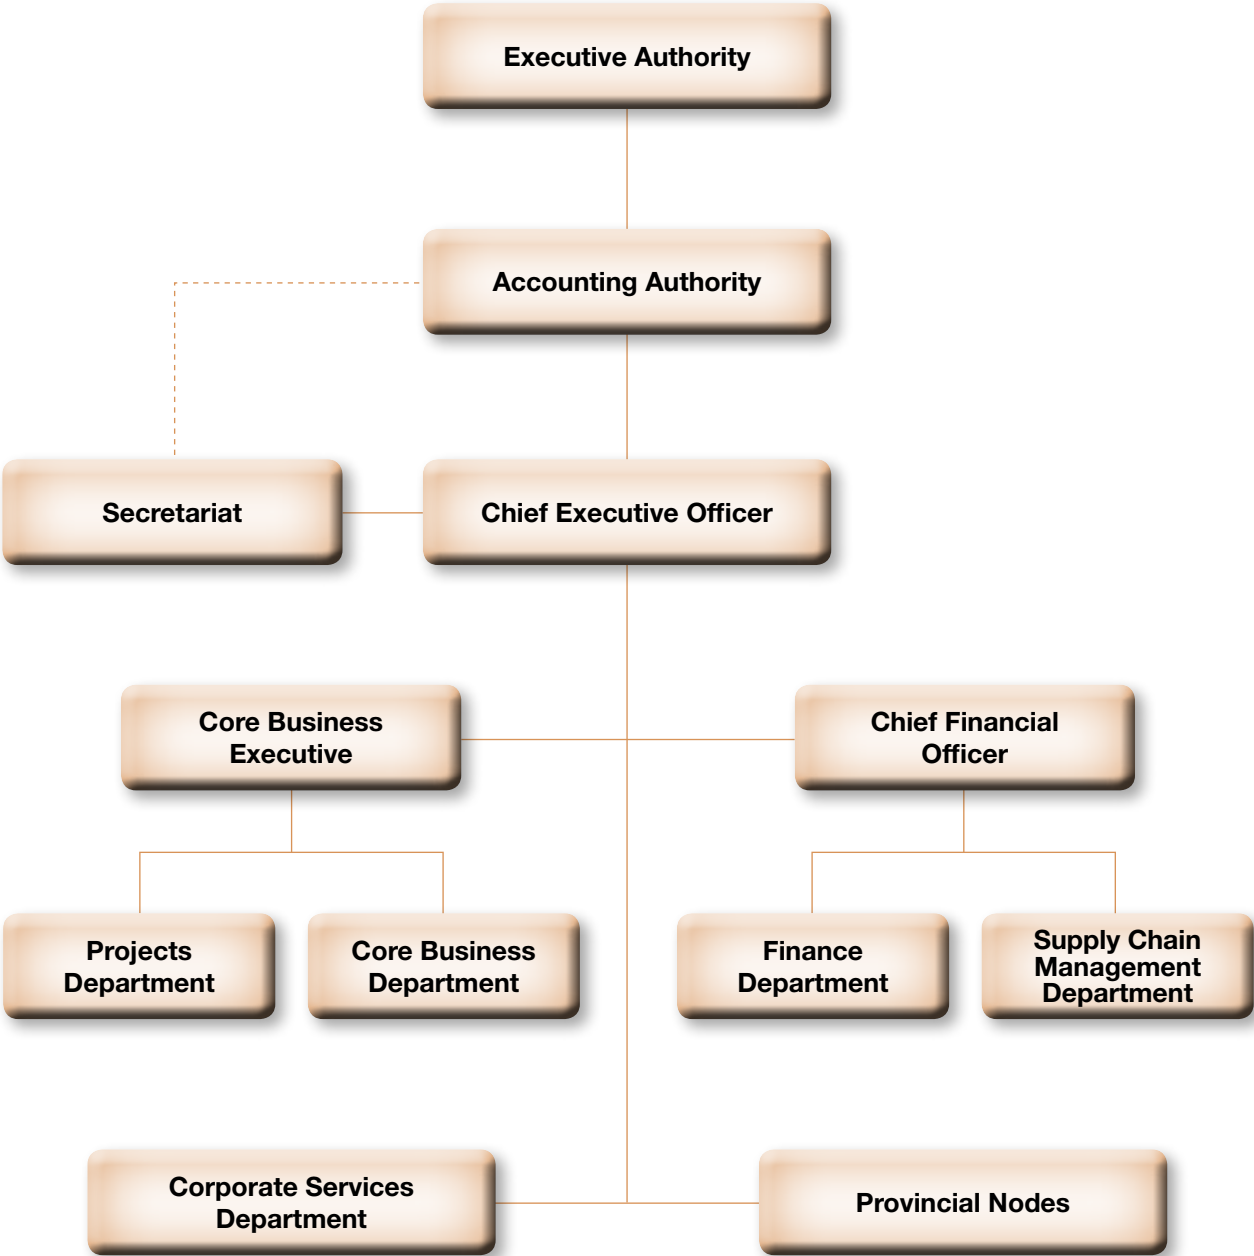 Executive Authority
Accounting Authority
Secretariat
Chief Executive Officer
Core Business
Executive
Chief Financial
Officer
Projects
Department
Core Business
Department
Finance
Department
Supply Chain
Management
Department
Corporate Services
Department
Provincial Nodes